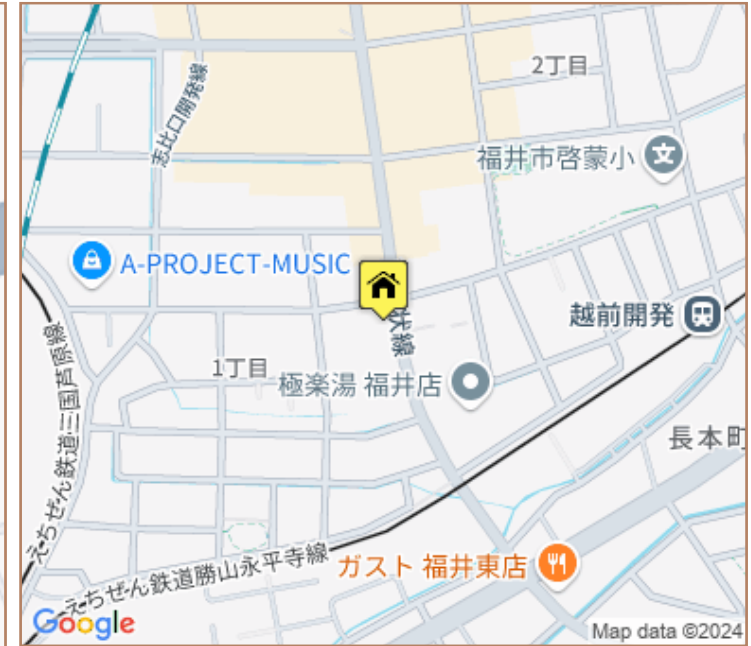 2丁目
志比口開発線
福井市啓蒙小
文
A-PROJECT-MUSIC
状線
越前開発
1丁目
極楽湯 福井店
えちぜん鉄道三国芦原線
長本町
ガスト 福井東店
えちぜん鉄道勝山永平寺線
Google
Map data ©2024